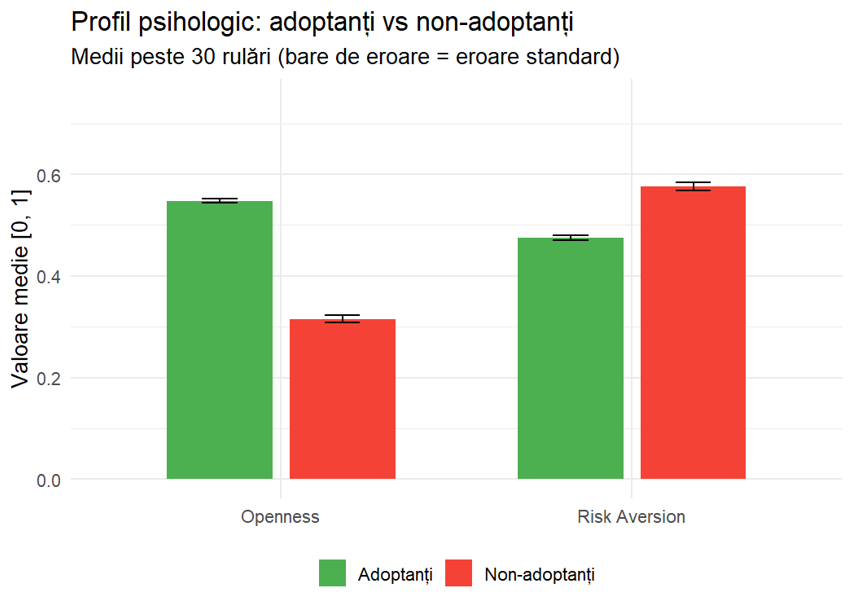 Profil psihologic: adoptanți vs non-adoptanți
Medii peste 30 rulări (bare de eroare = eroare standard)
Valoare medie [0, 1]
0.6
0.4
0.2
0.0
Openness
Risk Aversion
Adoptanți
Non-adoptanți